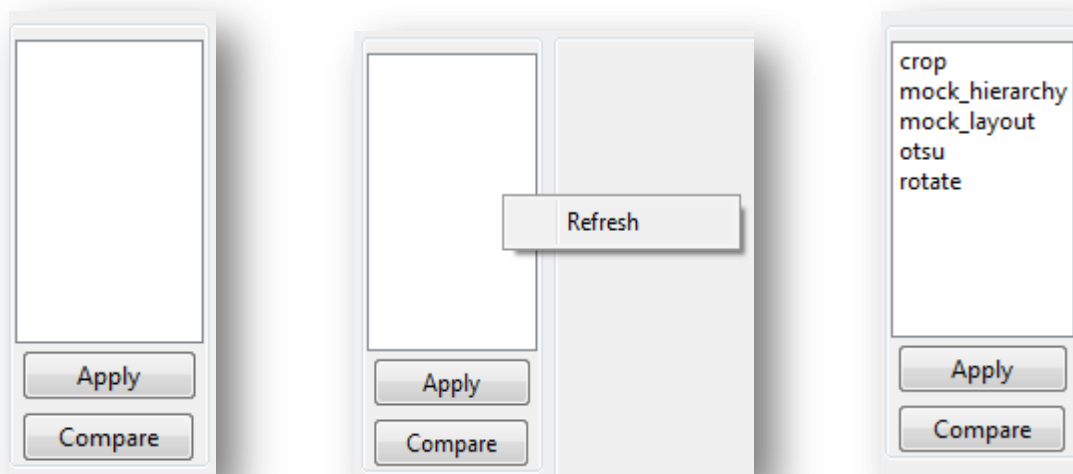 Apply
Compare
Refresh
Apply
Compare
crop
mock_hierarchy
mock_layout
otsu
rotate
Apply
Compare